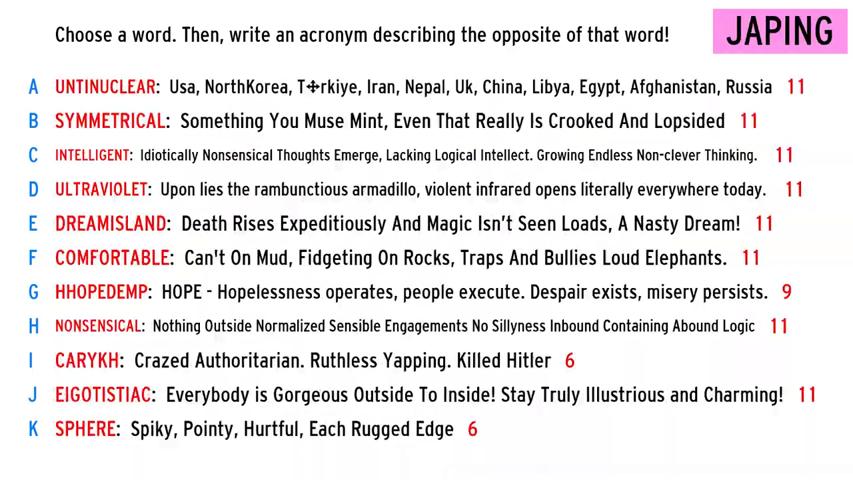 Choose a word. Then, write an acronym describing the opposite of that word!
JAPING
A UNTINUCLEAR: Usa, NorthKorea, T✣rkiye, Iran, Nepal, Uk, China, Libya, Egypt, Afghanistan, Russia 11
B SYMMETRICAL: Something You Muse Mint, Even That Really Is Crooked And Lopsided 11
C INTELLIGENT: Idiotically Nonsensical Thoughts Emerge, Lacking Logical Intellect. Growing Endless Non-clever Thinking. 11
D ULTRAVIOLET: Upon lies the rambunctious armadillo, violent infrared opens literally everywhere today. 11
E DREAMISLAND: Death Rises Expeditiously And Magic Isn't Seen Loads, A Nasty Dream! 11
F COMFORTABLE: Can't On Mud, Fidgeting On Rocks, Traps And Bullies Loud Elephants. 11
G HHOPEDEMP: HOPE - Hopelessness operates, people execute. Despair exists, misery persists. 9
H NONSENSICAL: Nothing Outside Normalized Sensible Engagements No Sillyness Inbound Containing Abound Logic 11
I CARYKH: Crazed Authoritarian. Ruthless Yapping. Killed Hitler 6
J EIGOTISTIAC: Everybody is Gorgeous Outside To Inside! Stay Truly Illustrious and Charming! 11
K SPHERE: Spiky, Pointy, Hurtful, Each Rugged Edge 6